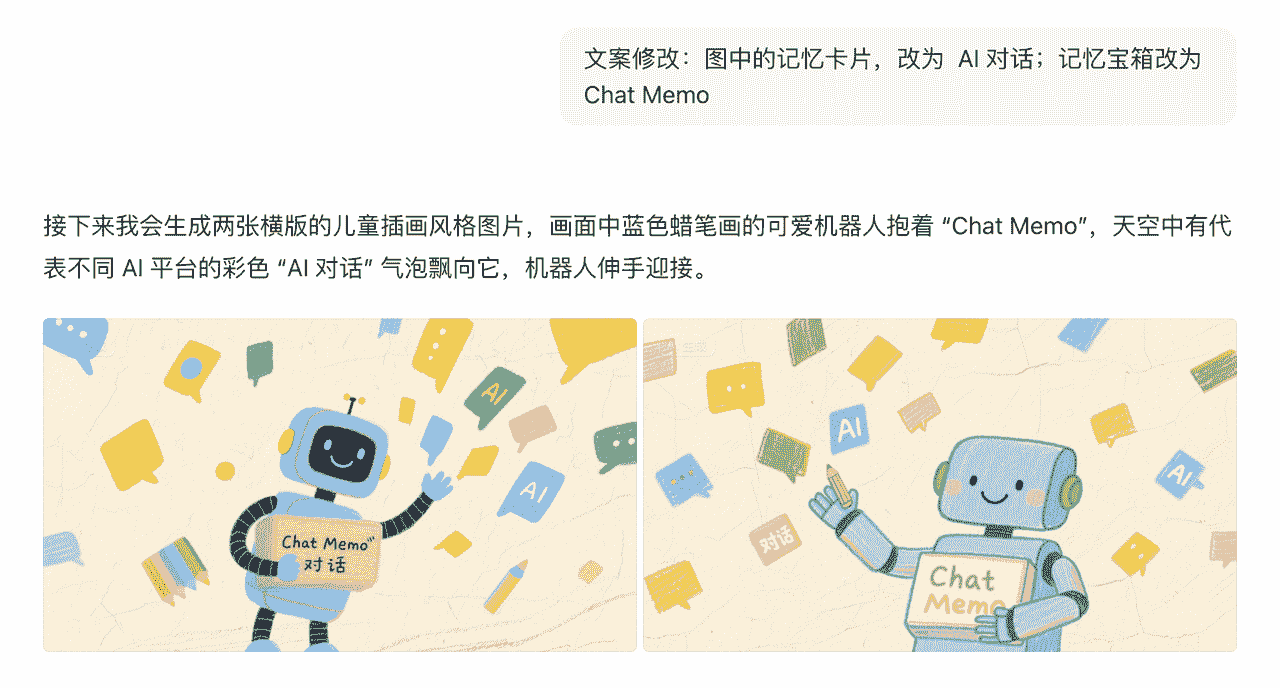 文案修改：图中的记忆卡片，改为 AI 对话；记忆宝箱改为
Chat Memo
接下来我会生成两张横版的儿童插画风格图片，画面中蓝色蜡笔画的可爱机器人抱着 “Chat Memo”，天空中有代
表不同 AI 平台的彩色 “AI 对话” 气泡飘向它，机器人伸手迎接。
AI
AI
Chat Memo”
对话
AI
AI
对话
Chat
Memo